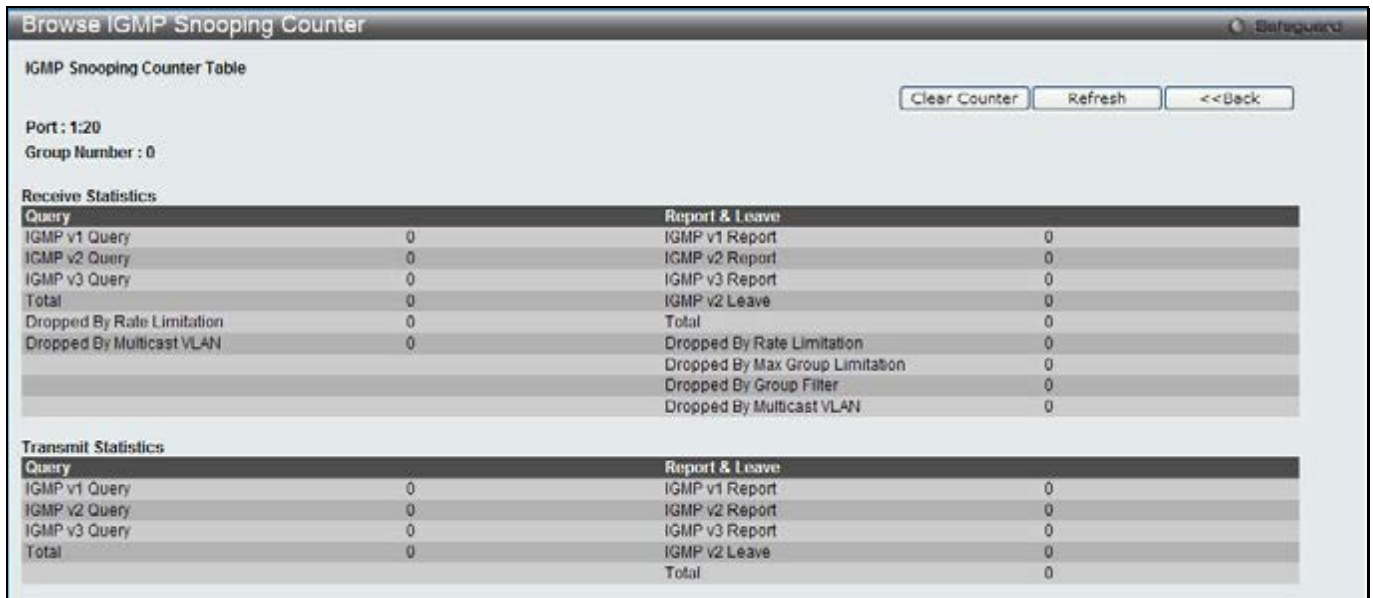 Browse IGMP Snooping Counter
Safeguard
IGMP Snooping Counter Table
Clear Counter Refresh <<Back
Port : 1:20
Group Number : 0
Receive Statistics
Query Report & Leave
IGMP v1 Query 0 IGMP v1 Report 0
IGMP v2 Query 0 IGMP v2 Report 0
IGMP v3 Query 0 IGMP v3 Report 0
Total 0 IGMP v2 Leave 0
Dropped By Rate Limitation 0 Total 0
Dropped By Multicast VLAN 0 Dropped By Rate Limitation 0
Dropped By Max Group Limitation 0
Dropped By Group Filter 0
Dropped By Multicast VLAN 0
Transmit Statistics
Query Report & Leave
IGMP v1 Query 0 IGMP v1 Report 0
IGMP v2 Query 0 IGMP v2 Report 0
IGMP v3 Query 0 IGMP v3 Report 0
Total 0 IGMP v2 Leave 0
Total 0